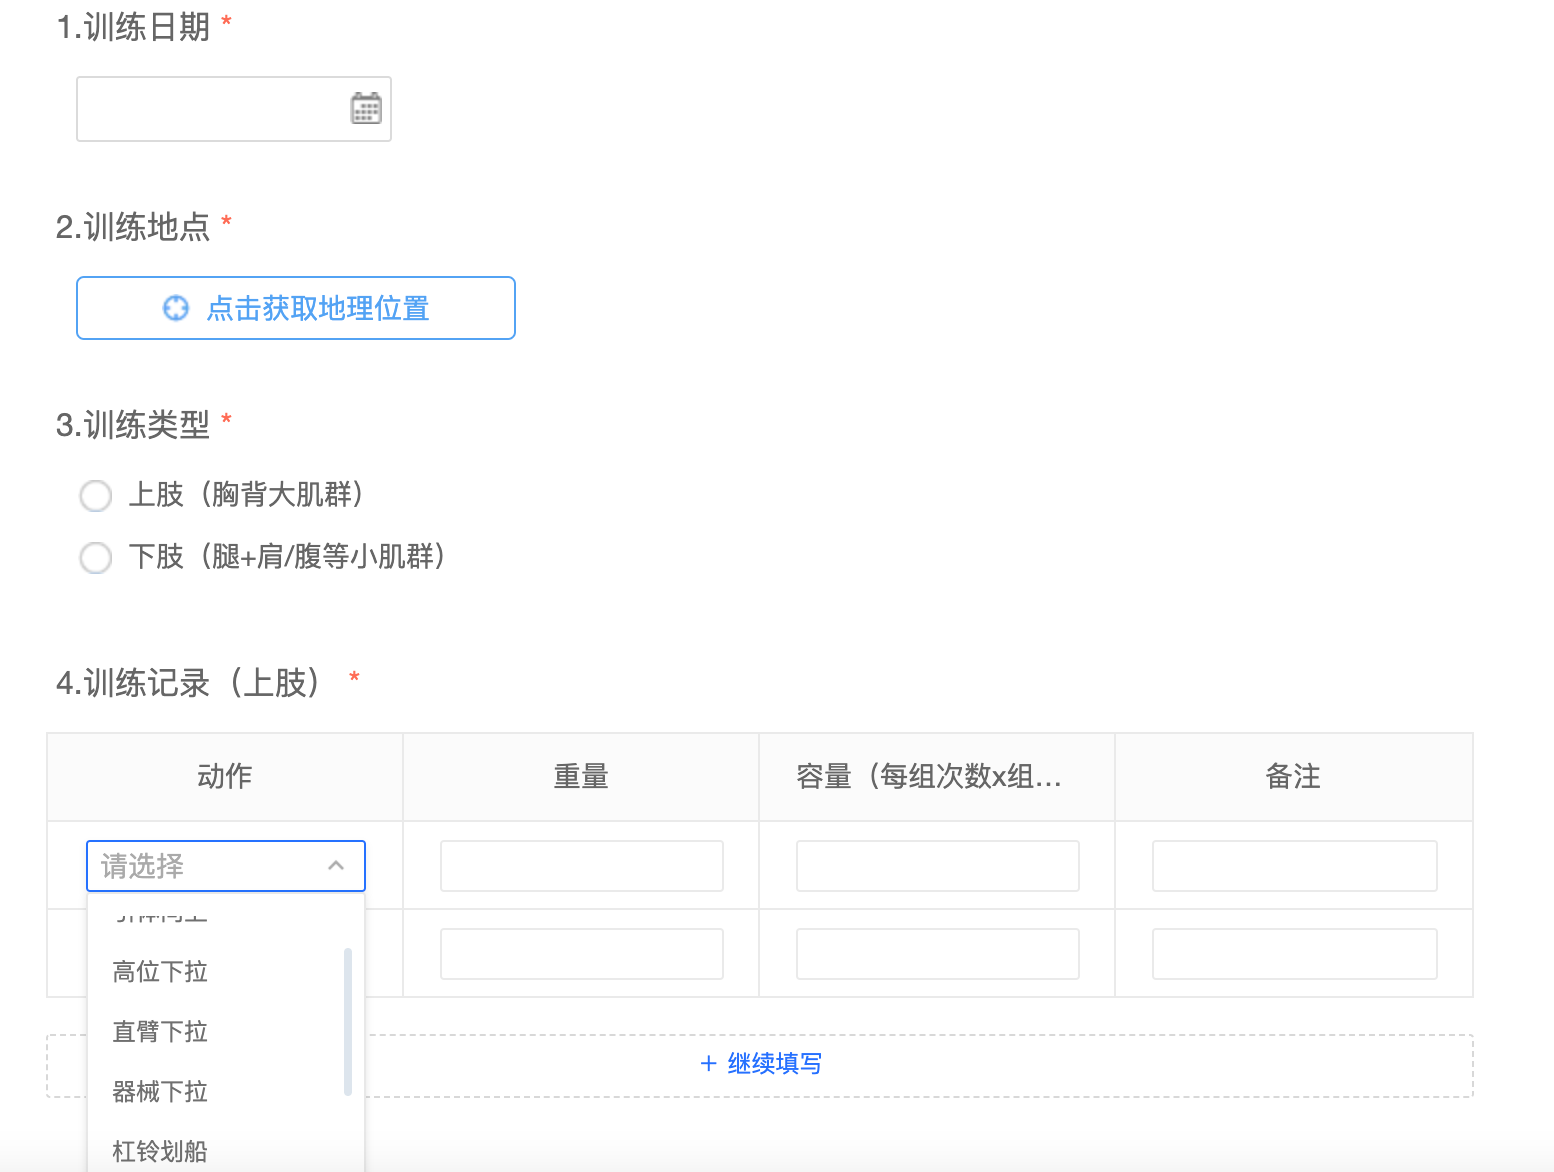 1.训练日期 *
2.训练地点 *
点击获取地理位置
3.训练类型 *
上肢（胸背大肌群）
下肢（腿+肩/腹等小肌群）
4.训练记录（上肢） *
动作 重量 容量（每组次数x组... 备注
请选择
高位下拉
直臂下拉
器械下拉
+ 继续填写
杠铃划船